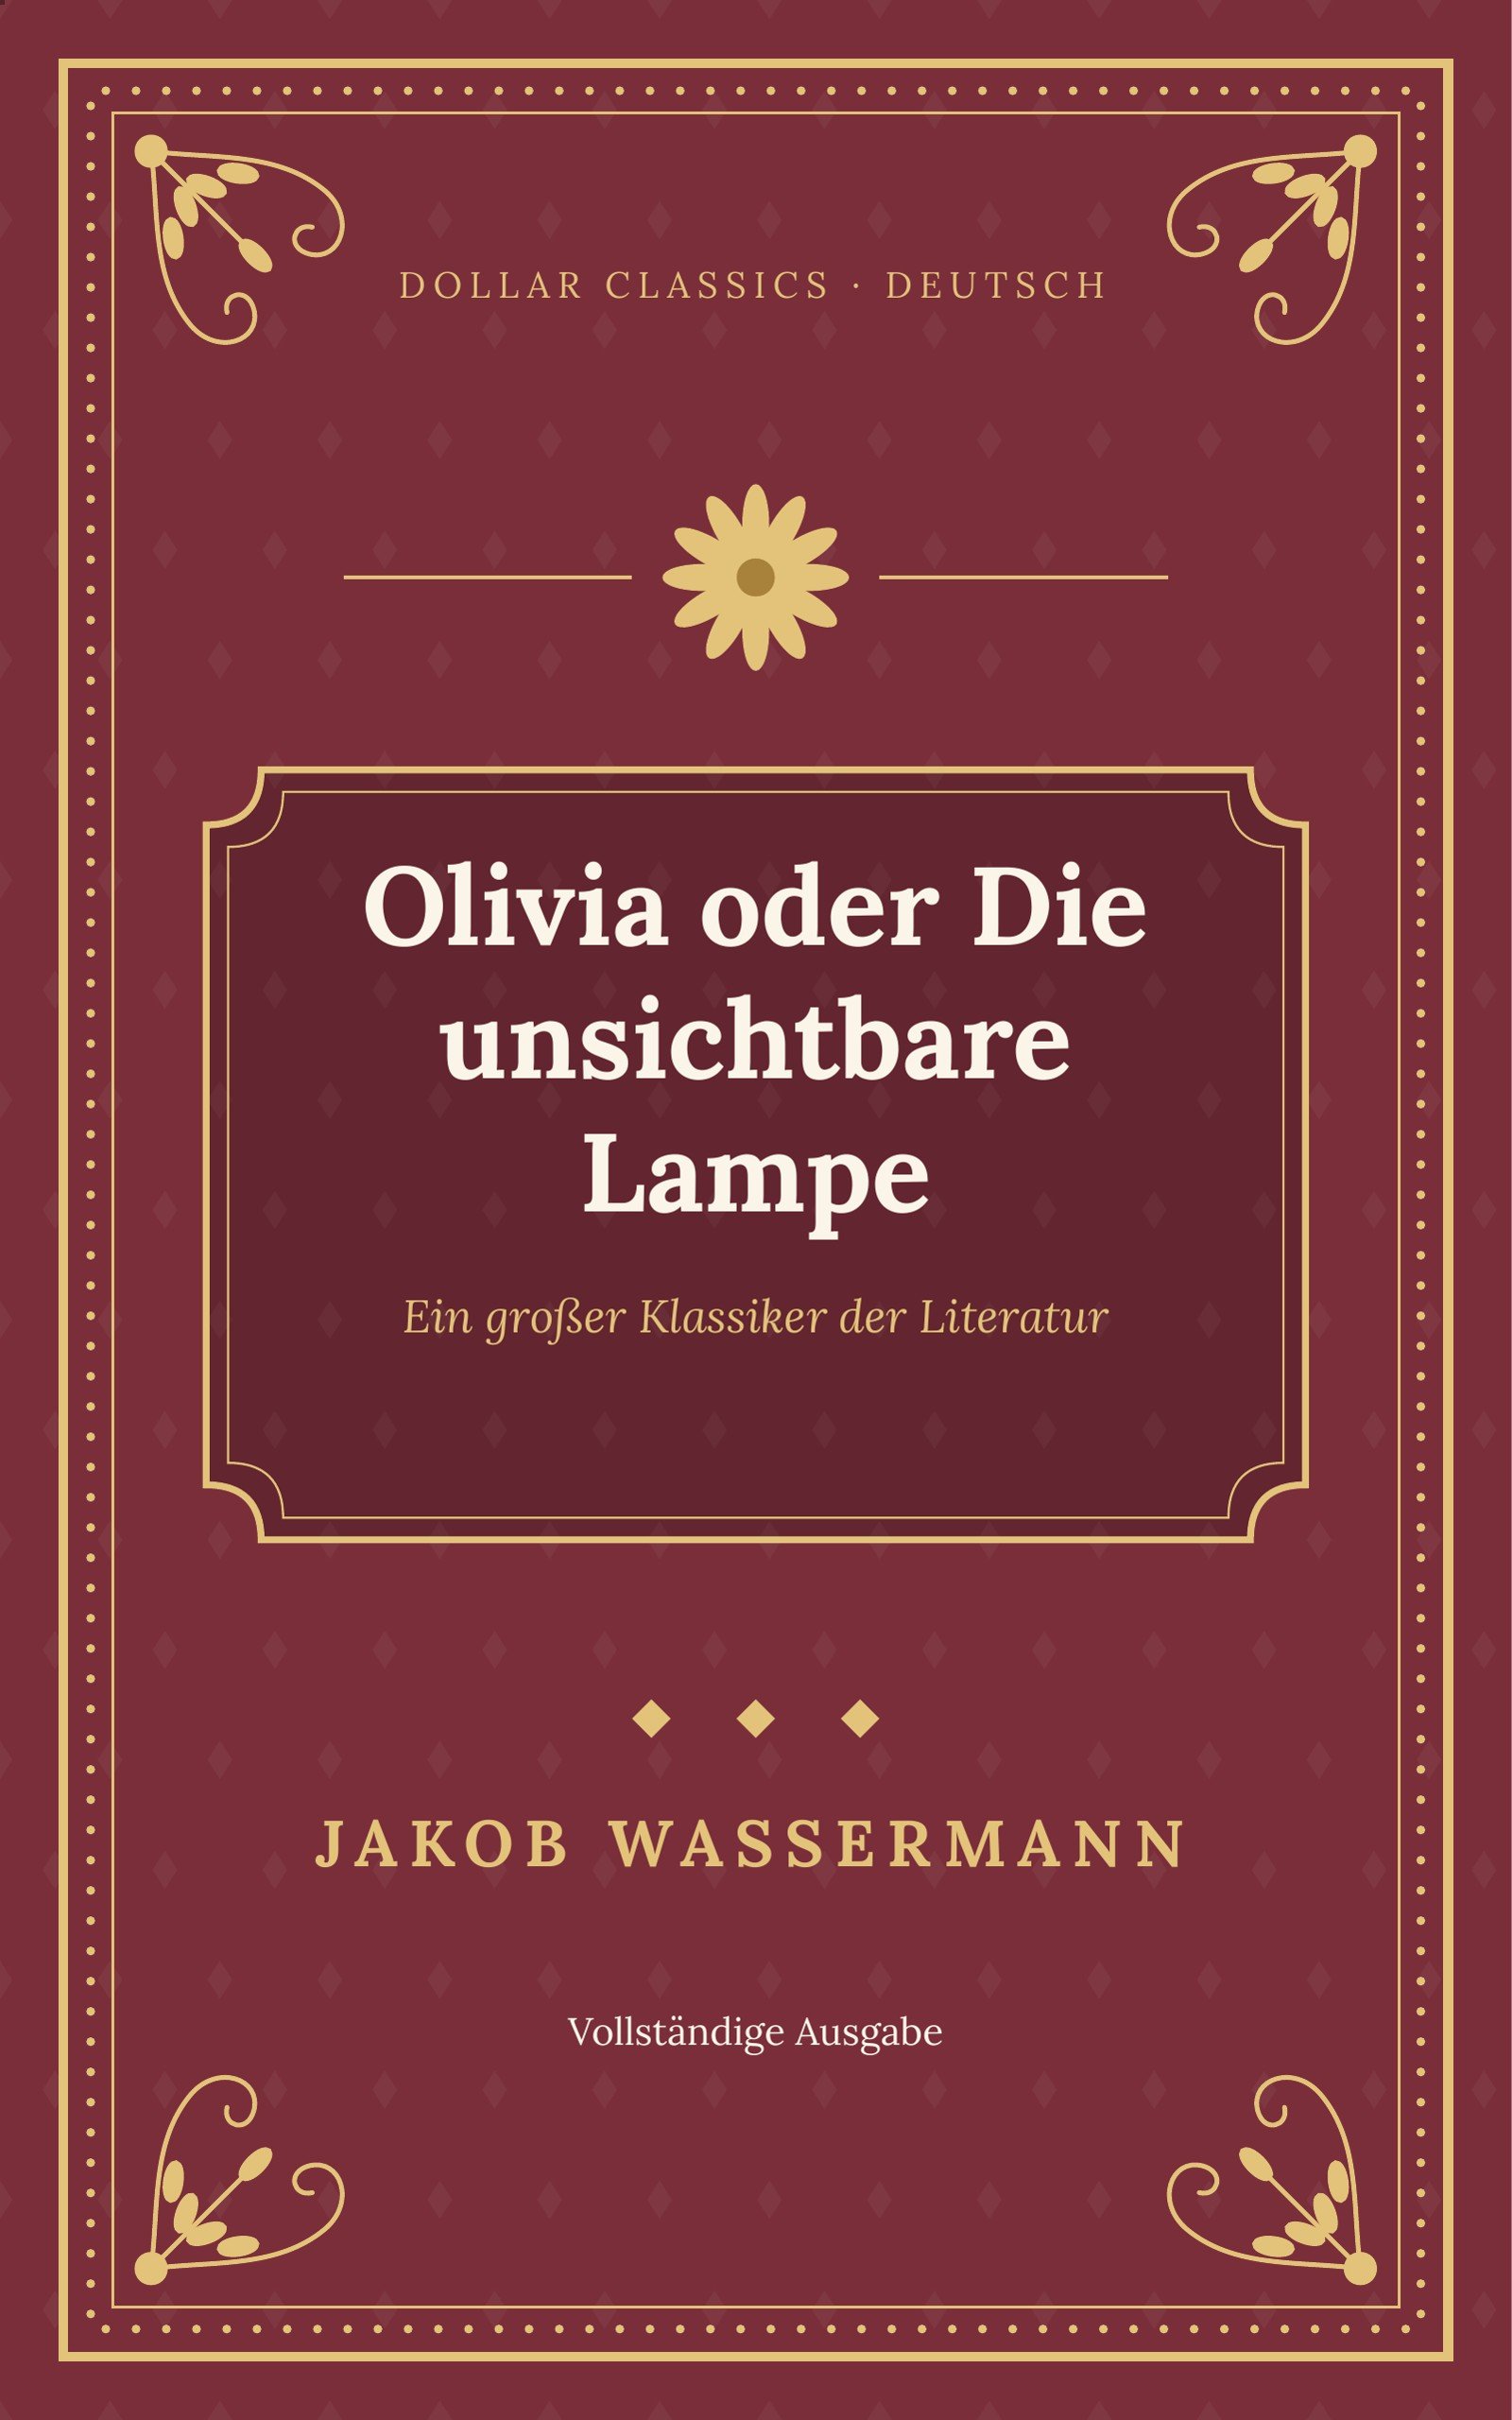 DOLLAR CLASSICS · DEUTSCH
Olivia oder Die
unsichtbare
Lampe
Ein großer Klassiker der Literatur
JAKOB WASSERMANN
Vollständige Ausgabe